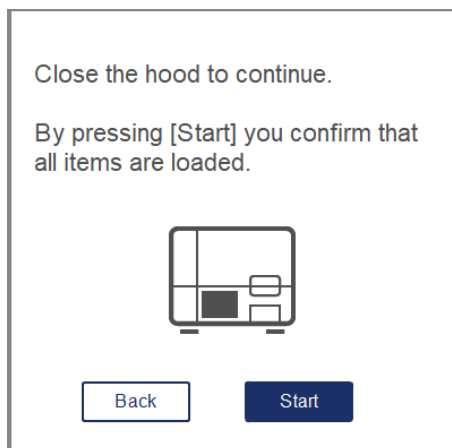 Close the hood to continue.
By pressing [Start] you confirm that
all items are loaded.
Back
Start